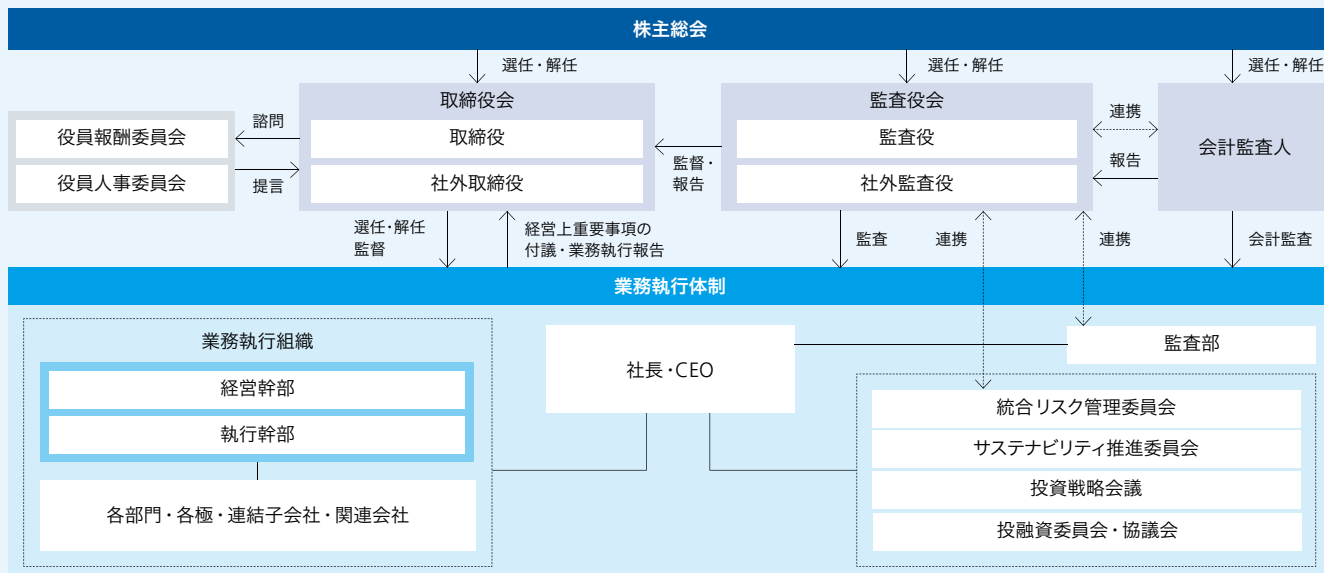 株主総会
選任・解任
選任・解任
選任・解任
取締役会
取締役
社外取締役
監査役会
監査役
社外監査役
会計監査人
役員報酬委員会
役員人事委員会
諮問
提言
監督・
報告
連携
報告
選任・解任
監督
経営上重要事項の
付議・業務執行報告
監査
連携
連携
会計監査
業務執行体制
業務執行組織
経営幹部
執行幹部
各部門・各極・連結子会社・関連会社
社長・CEO
監査部
統合リスク管理委員会
サステナビリティ推進委員会
投資戦略会議
投融資委員会・協議会